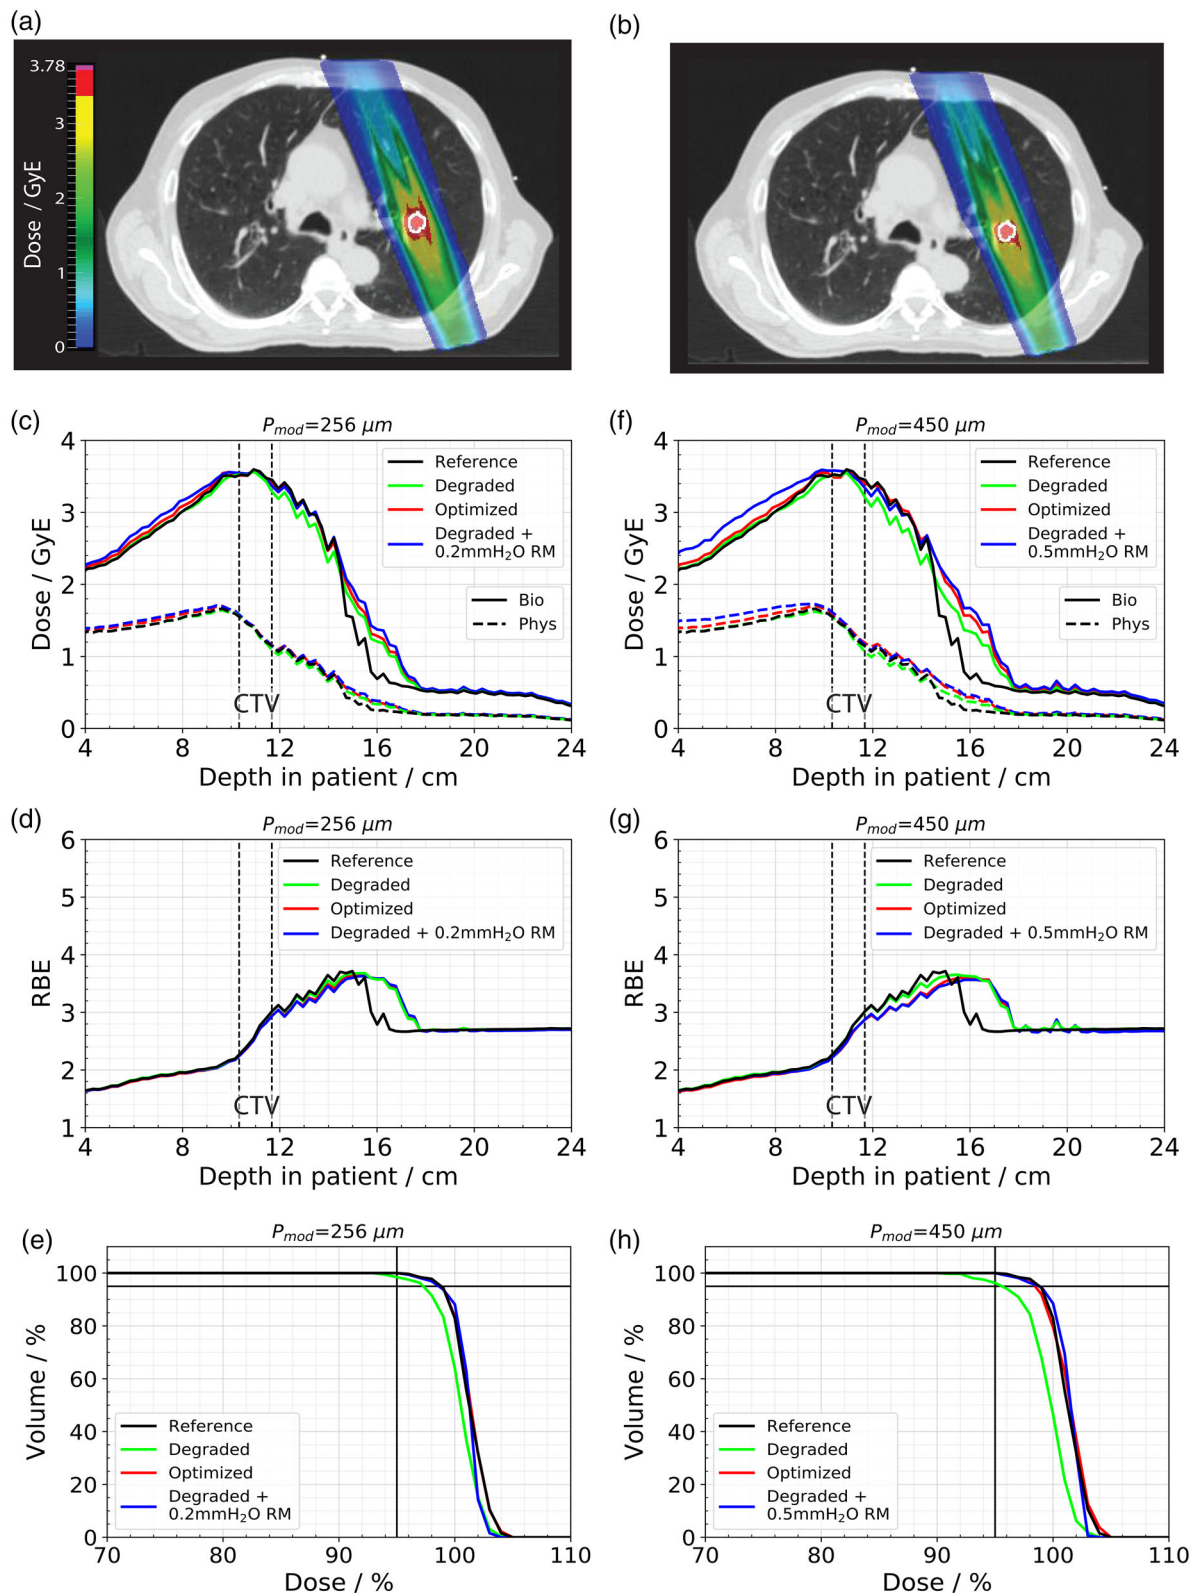 (a)
3.78
3
2
1
0
Dose / GyE
(b)
(c)
P_mod=256 μm
4
3
2
1
0
Dose / GyE
Reference
Degraded
Optimized
Degraded +
0.2mmH₂O RM
Bio
Phys
CTV
4 8 12 16 20 24
Depth in patient / cm
(f)
P_mod=450 μm
4
3
2
1
0
Dose / GyE
Reference
Degraded
Optimized
Degraded +
0.5mmH₂O RM
Bio
Phys
CTV
4 8 12 16 20 24
Depth in patient / cm
(d)
P_mod=256 μm
6
5
4
3
2
1
RBE
Reference
Degraded
Optimized
Degraded + 0.2mmH₂O RM
CTV
4 8 12 16 20 24
Depth in patient / cm
(g)
P_mod=450 μm
6
5
4
3
2
1
RBE
Reference
Degraded
Optimized
Degraded + 0.5mmH₂O RM
CTV
4 8 12 16 20 24
Depth in patient / cm
(e)
P_mod=256 μm
100
80
60
40
20
0
Volume / %
Reference
Degraded
Optimized
Degraded +
0.2mmH₂O RM
70 80 90 100 110
Dose / %
(h)
P_mod=450 μm
100
80
60
40
20
0
Volume / %
Reference
Degraded
Optimized
Degraded +
0.5mmH₂O RM
70 80 90 100 110
Dose / %